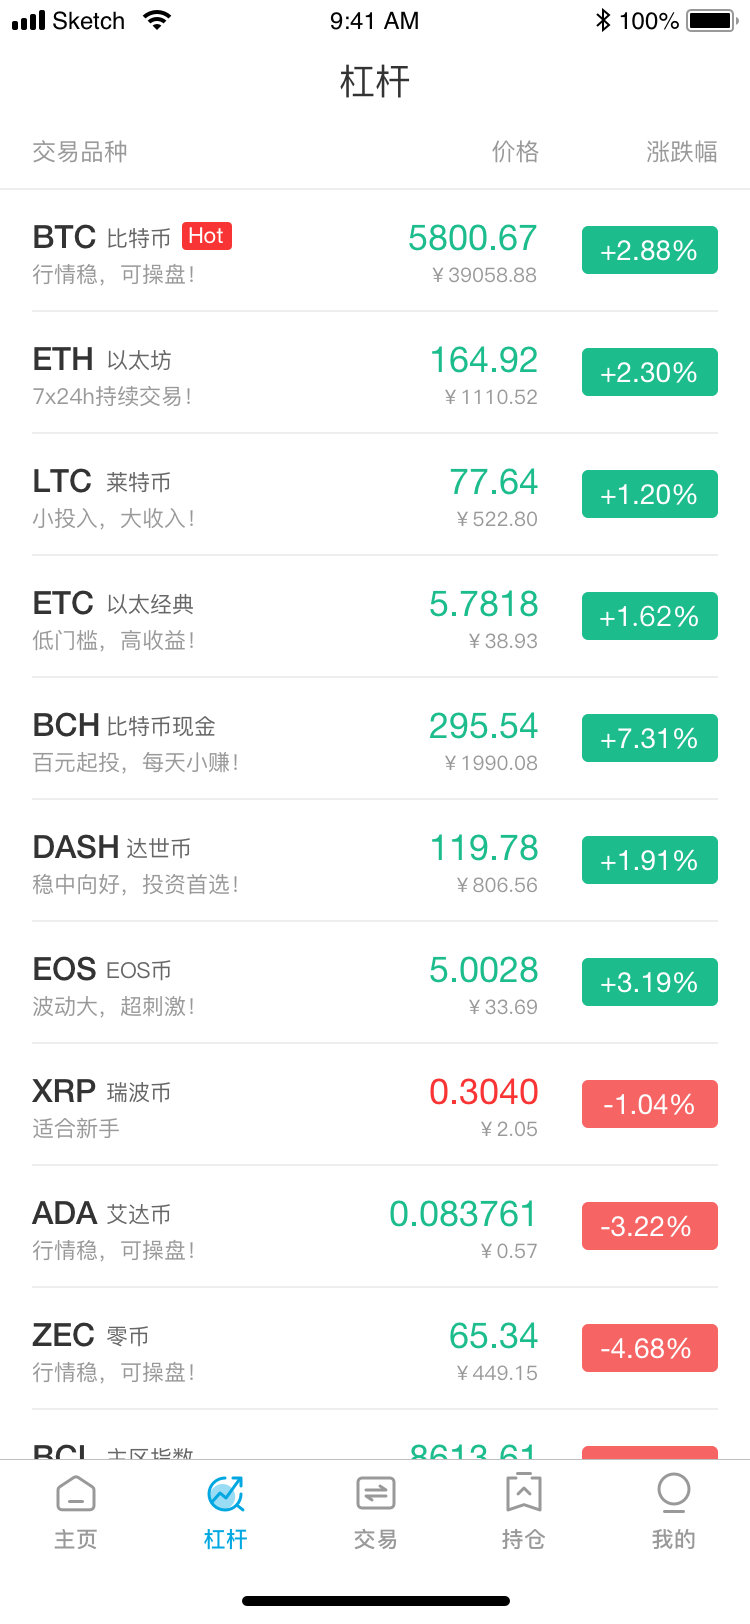 Sketch 9:41 AM 100%
杠杆
交易品种 价格 涨跌幅
BTC 比特币 Hot 5800.67 +2.88%
行情稳，可操盘！ ¥39058.88
ETH 以太坊 164.92 +2.30%
7x24h持续交易！ ¥1110.52
LTC 莱特币 77.64 +1.20%
小投入，大收入！ ¥522.80
ETC 以太经典 5.7818 +1.62%
低门槛，高收益！ ¥38.93
BCH 比特币现金 295.54 +7.31%
百元起投，每天小赚！ ¥1990.08
DASH 达世币 119.78 +1.91%
稳中向好，投资首选！ ¥806.56
EOS EOS币 5.0028 +3.19%
波动大，超刺激！ ¥33.69
XRP 瑞波币 0.3040 -1.04%
适合新手 ¥2.05
ADA 艾达币 0.083761 -3.22%
行情稳，可操盘！ ¥0.57
ZEC 零币 65.34 -4.68%
行情稳，可操盘！ ¥449.15
BCI 主区指数 8613.61
主页 杠杆 交易 持仓 我的